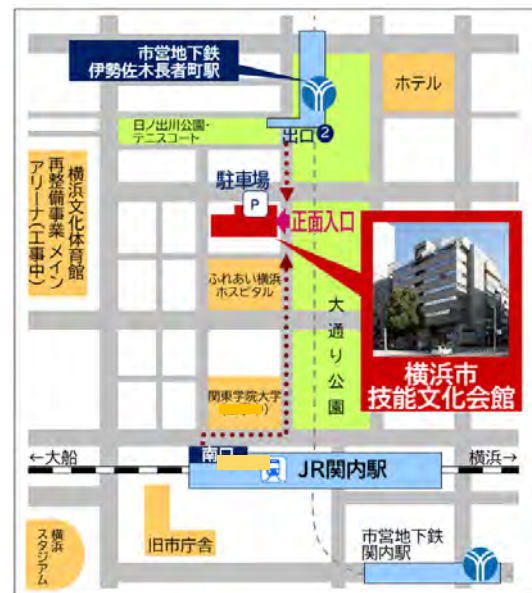 市営地下鉄
伊勢佐木長者町駅
ホテル
日ノ出川公園・
テニスコート
出口2
横浜文化体育館
再整備事業 メイン
アリーナ(工事中)
駐車場
P
正面入口
ふれあい横浜
ホスピタル
大通り公園
横浜市
技能文化会館
関東学院大学
南口
←大船
JR関内駅
横浜→
横浜
スタジアム
旧市庁舎
市営地下鉄
関内駅